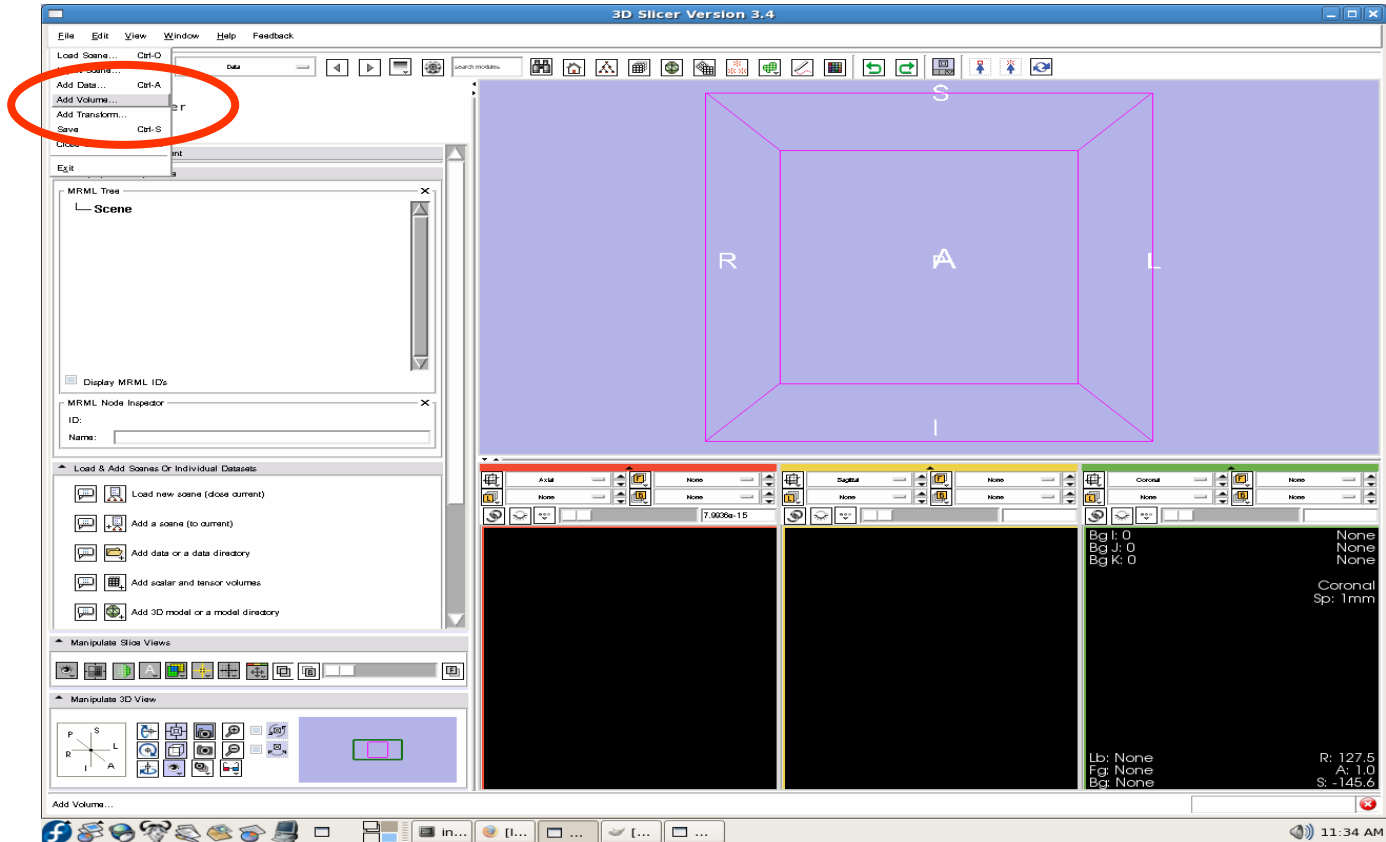 3D Slicer Version 3.4
File Edit View Window Help Feedback
Load Scene... Ctrl-O
Scene...
Add Data... Ctrl-A
Add Volume...
Add Transform...
Save Ctrl-S
Exit
Data
search modules
MRML Tree
Scene
Display MRML ID's
MRML Node Inspector
ID:
Name:
Load & Add Scenes Or Individual Datasets
Load new scene (close current)
Add a scene (to current)
Add data or a data directory
Add scalar and tensor volumes
Add 3D model or a model directory
Manipulate Slice Views
Manipulate 3D View
P S
R L
I A
S
R A L
I
Axial None
None None
7.9936e-15
Sagittal None
None None
Coronal None
None None
Bg I: 0 None
Bg J: 0 None
Bg K: 0 None
Coronal
Sp: 1mm
Lb: None R: 127.5
Fg: None A: 1.0
Bg: None S: -145.6
Add Volume...
in... [I... ... [... ... 11:34 AM